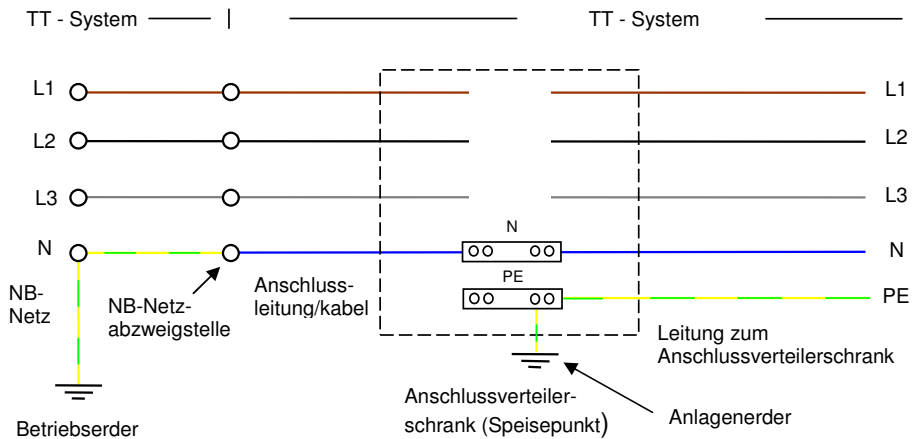 TT - System
TT - System
L1
L1
L2
L2
L3
L3
N
N
N
PE
PE
NB-
Netz
NB-Netz-
abzweigstelle
Anschluss-
leitung/kabel
Leitung zum
Anschlussverteilerschrank
Betriebserder
Anschlussverteiler-
schrank (Speisepunkt)
Anlagenerder